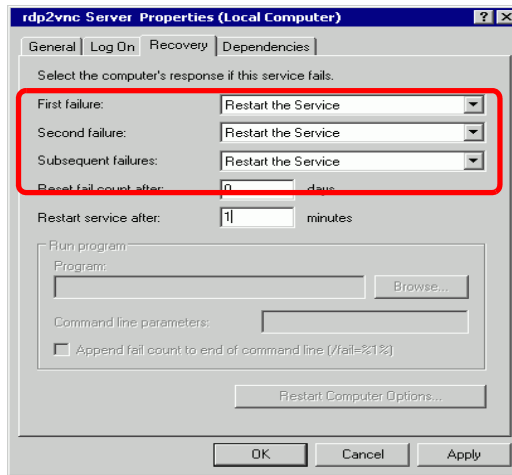 rdp2vnc Server Properties (Local Computer)
General Log On Recovery Dependencies
Select the computer's response if this service fails.
First failure: Restart the Service
Second failure: Restart the Service
Subsequent failures: Restart the Service
Reset fail count after: 0 days
Restart service after: 1 minutes
Run program
Program:
Browse...
Command line parameters:
Append fail count to end of command line (/fail=%1%)
Restart Computer Options...
OK Cancel Apply